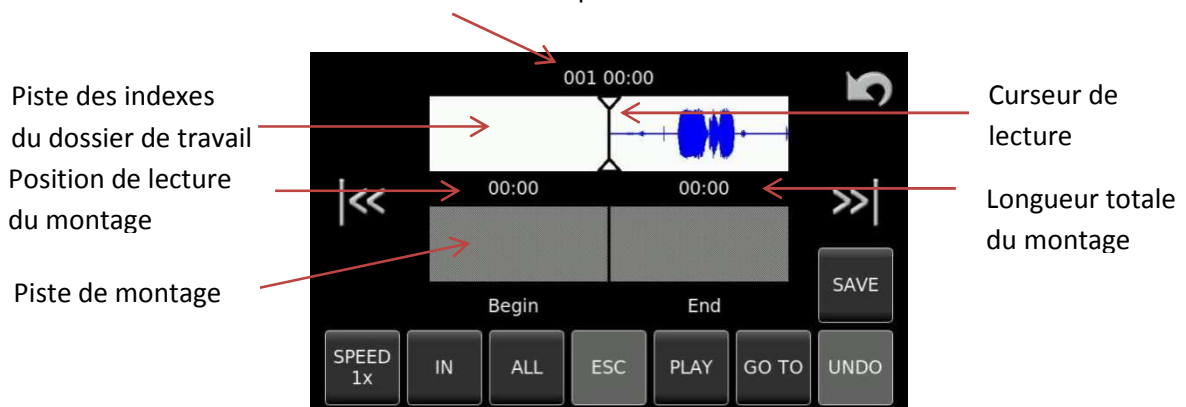 001 00:00
Piste des indexes
du dossier de travail
Curseur de
lecture
Position de lecture
du montage
|<<
00:00
00:00
>>|
Longueur totale
du montage
Piste de montage
SAVE
Begin
End
SPEED
1x
IN
ALL
ESC
PLAY
GO TO
UNDO